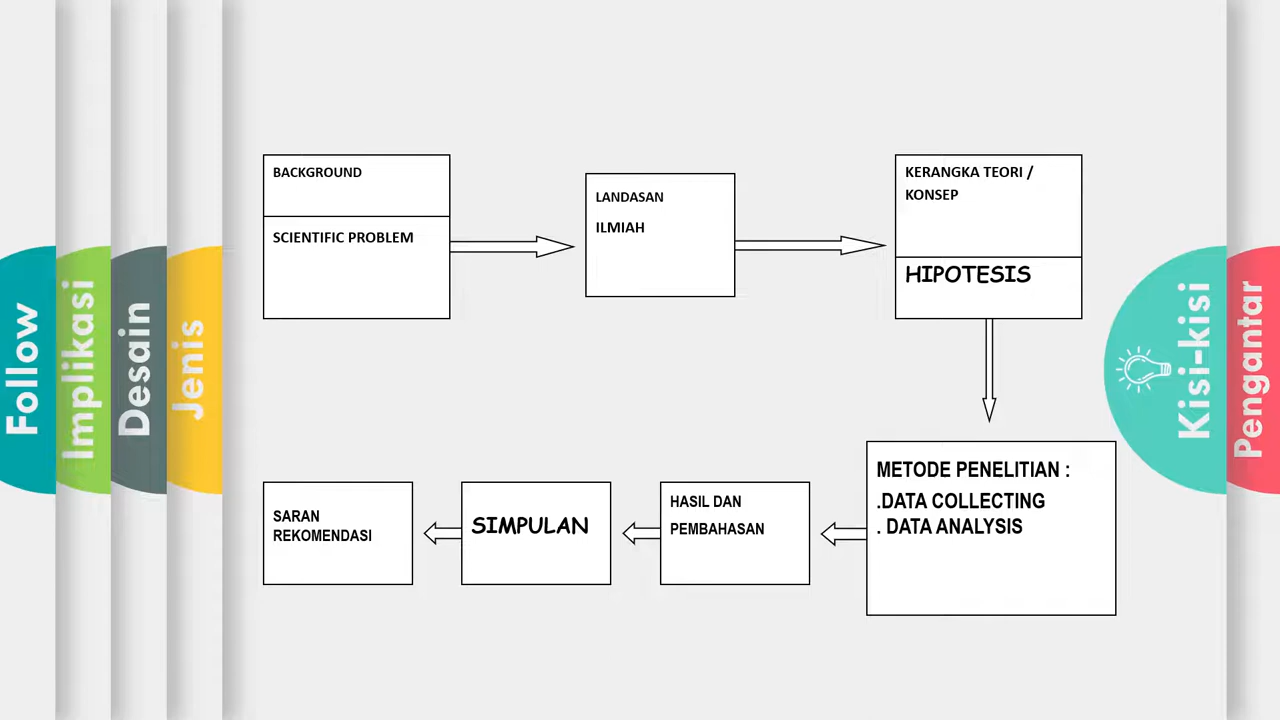 BACKGROUND
SCIENTIFIC PROBLEM
LANDASAN
ILMIAH
KERANGKA TEORI /
KONSEP
HIPOTESIS
METODE PENELITIAN :
.DATA COLLECTING
. DATA ANALYSIS
HASIL DAN
PEMBAHASAN
SIMPULAN
SARAN
REKOMENDASI
Follow
Implikasi
Desain
Jenis
Kisi-kisi
Pengantar